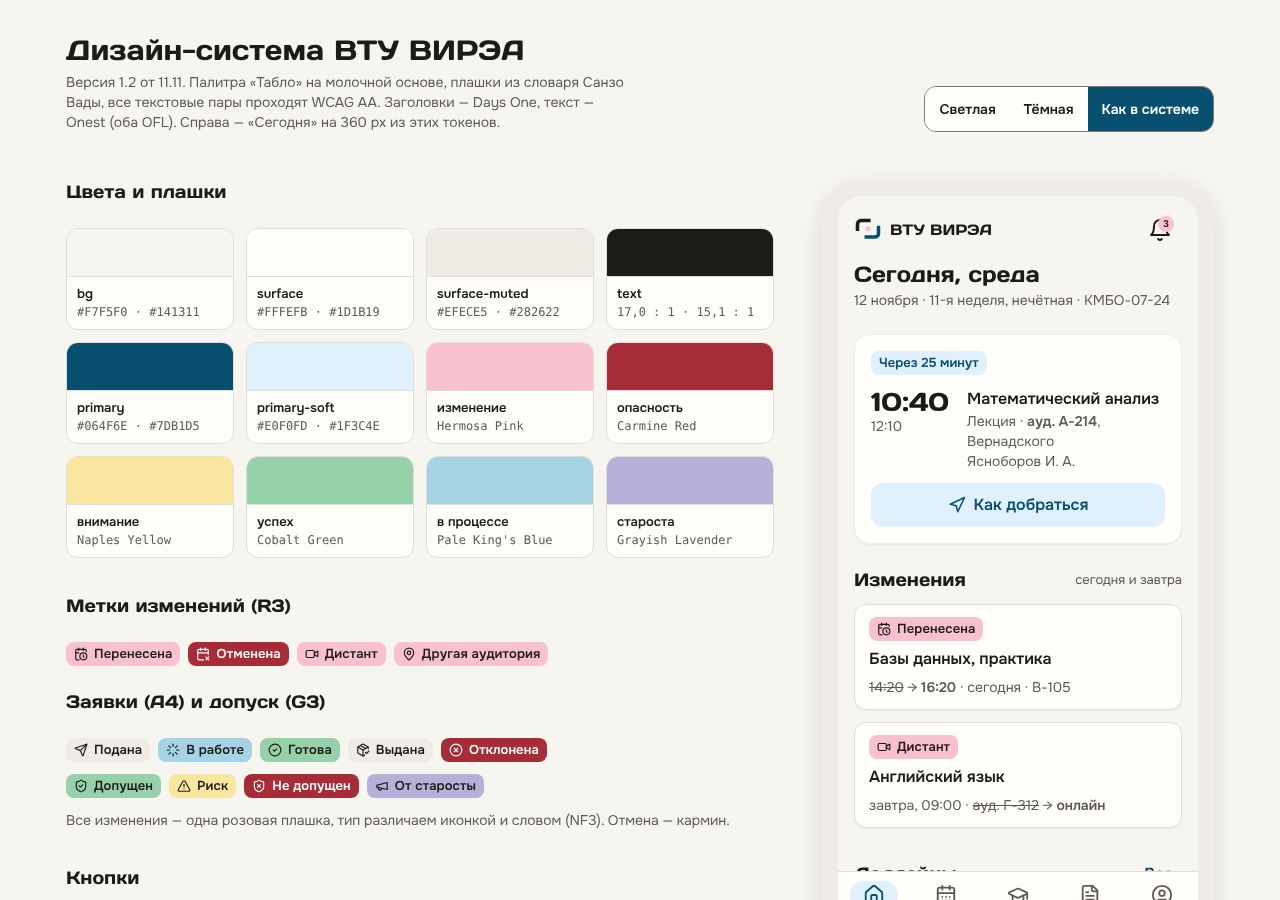 Дизайн-система ВТУ ВИРЭА
Версия 1.2 от 11.11. Палитра «Табло» на молочной основе, плашки из словаря Санзо
Вады, все текстовые пары проходят WCAG AA. Заголовки — Days One, текст —
Onest (оба OFL). Справа — «Сегодня» на 360 px из этих токенов.
Светлая
Тёмная
Как в системе
Цвета и плашки
bg
#F7F5F0 · #141311
surface
#FFFEFB · #1D1B19
surface-muted
#EFECE5 · #282622
text
17,0 : 1 · 15,1 : 1
primary
#064F6E · #7DB1D5
primary-soft
#E0F0FD · #1F3C4E
изменение
Hermosa Pink
опасность
Carmine Red
внимание
Naples Yellow
успех
Cobalt Green
в процессе
Pale King's Blue
староста
Grayish Lavender
Метки изменений (R3)
Перенесена
Отменена
Дистант
Другая аудитория
Заявки (A4) и допуск (G3)
Подана
В работе
Готова
Выдана
Отклонена
Допущен
Риск
Не допущен
От старосты
Все изменения — одна розовая плашка, тип различаем иконкой и словом (NF3). Отмена — кармин.
Кнопки
ВТУ ВИРЭА
3
Сегодня, среда
12 ноября · 11-я неделя, нечётная · КМБО-07-24
Через 25 минут
10:40
12:10
Математический анализ
Лекция · ауд. А-214,
Вернадского
Ясноборов И. А.
Как добраться
Изменения
сегодня и завтра
Перенесена
Базы данных, практика
14:20 → 16:20 · сегодня · В-105
Дистант
Английский язык
завтра, 09:00 · ауд. Г-312 → онлайн